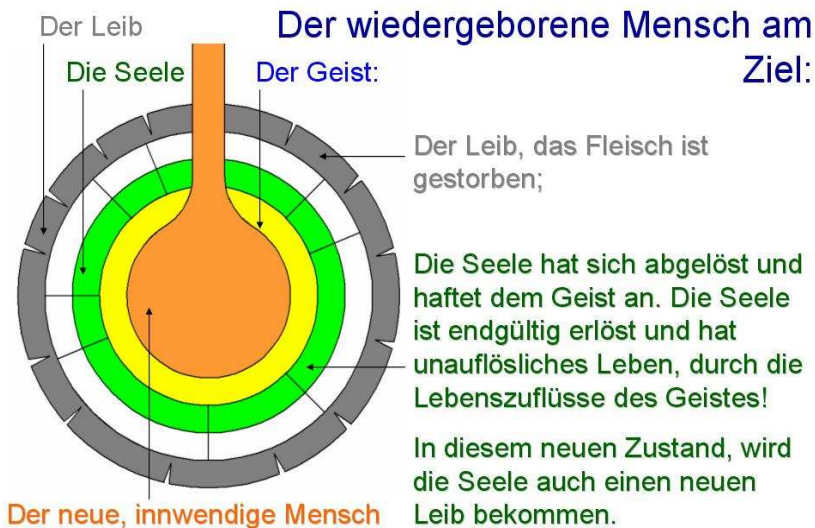 Der Leib
Der wiedergeborene Mensch am
Ziel:
Die Seele
Der Geist:
Der Leib, das Fleisch ist
gestorben;
Die Seele hat sich abgelöst und
haftet dem Geist an. Die Seele
ist endgültig erlöst und hat
unauflösliches Leben, durch die
Lebenszuflüsse des Geistes!
In diesem neuen Zustand, wird
die Seele auch einen neuen
Leib bekommen.
Der neue, innwendige Mensch